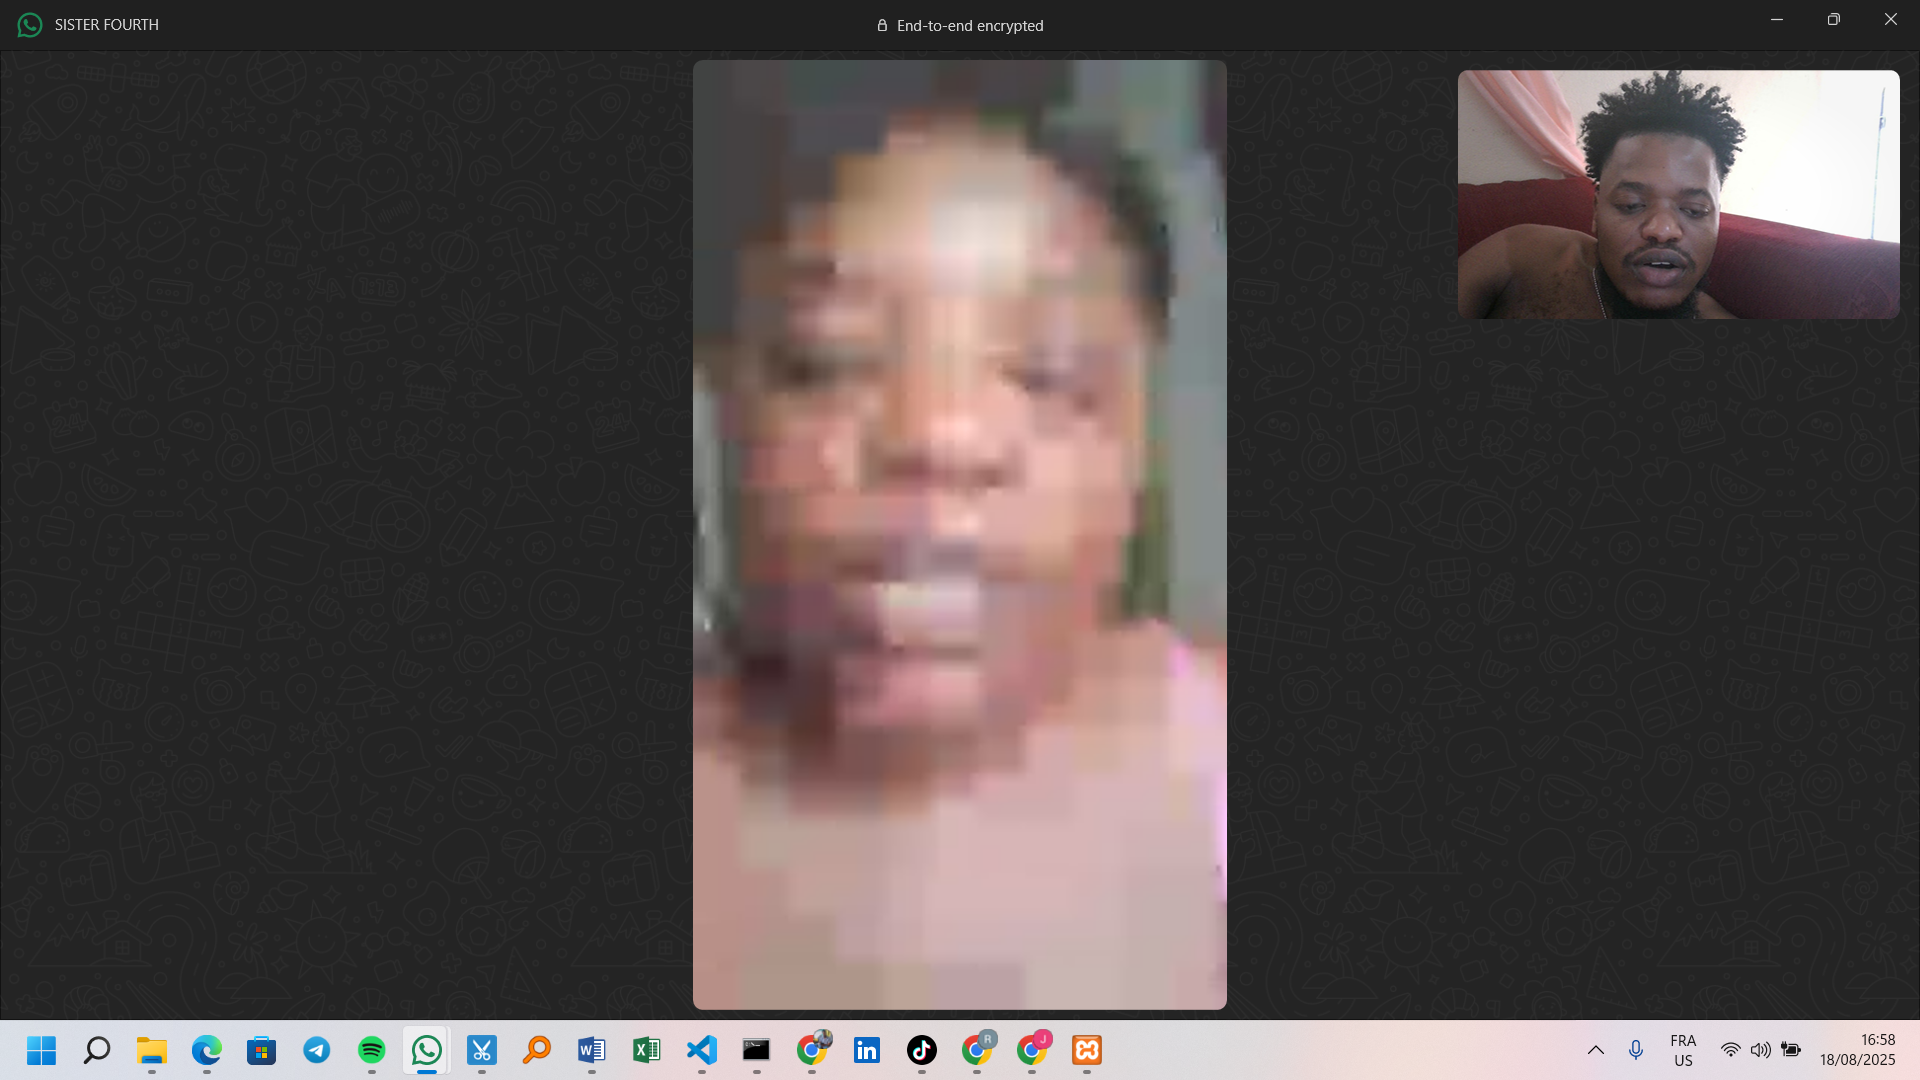 SISTER FOURTH
End-to-end encrypted
R
J
FRA
US
16:58
18/08/2025